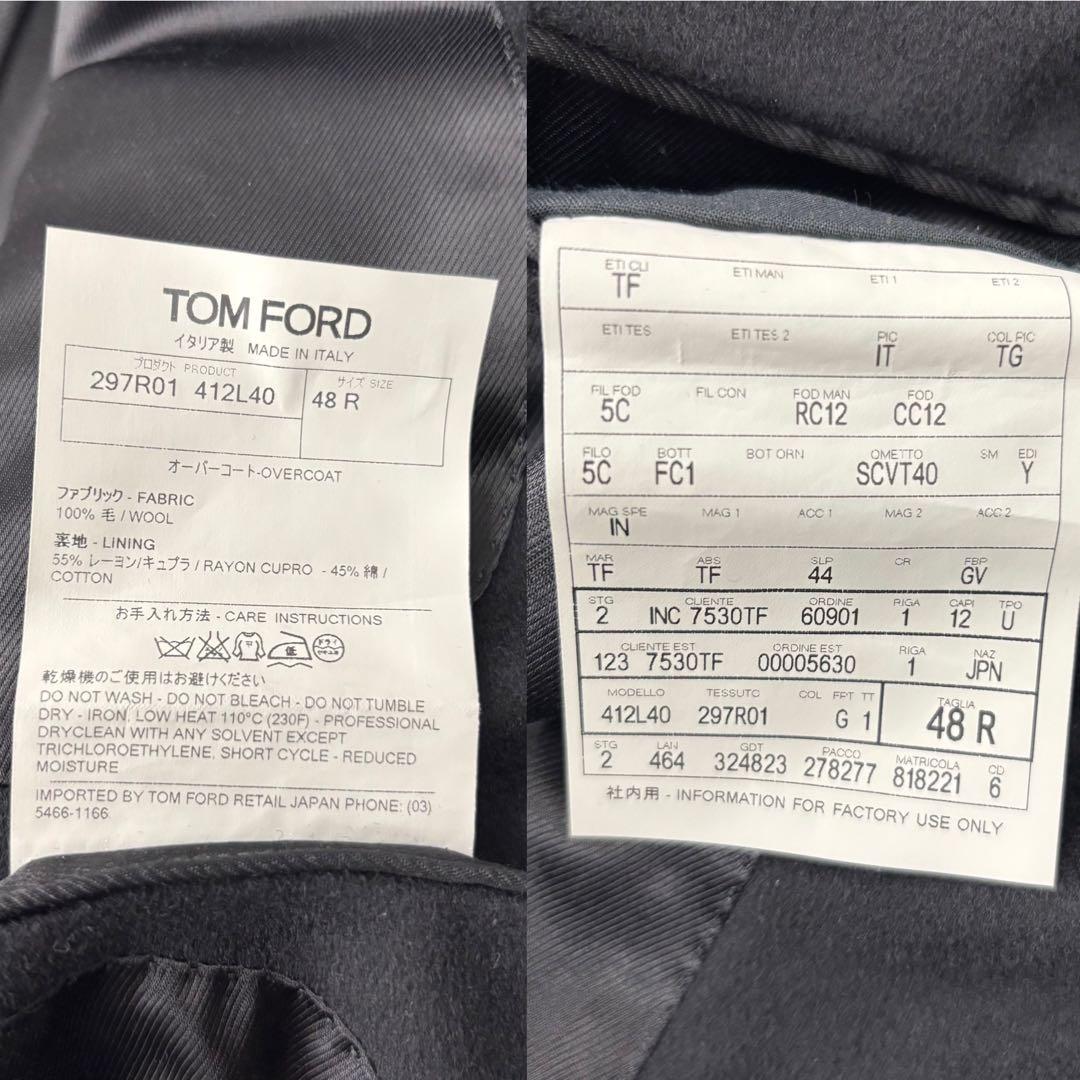 TOM FORD
イタリア製 MADE IN ITALY
プロダクト PRODUCT
サイズ SIZE
297R01 412L40
48 R
オーバーコート-OVERCOAT
ファブリック - FABRIC
100% 毛 / WOOL
裏地 - LINING
55% レーヨン/キュプラ / RAYON CUPRO - 45% 綿 /
COTTON
お手入れ方法 - CARE INSTRUCTIONS
低 ドライ
乾燥機のご使用はお避けください
DO NOT WASH - DO NOT BLEACH - DO NOT TUMBLE
DRY - IRON, LOW HEAT 110°C (230F) - PROFESSIONAL
DRYCLEAN WITH ANY SOLVENT EXCEPT
TRICHLOROETHYLENE, SHORT CYCLE - REDUCED
MOISTURE
IMPORTED BY TOM FORD RETAIL JAPAN PHONE: (03)
5466-1166
ETI CLI ETI MAN ETI 1 ETI 2
TF
ETI TES ETI TES 2 PIC COL PIC
IT TG
FIL FOD FIL CON FOD MAN FOD
5C RC12 CC12
FILO BOTT BOT ORN OMETTO SM EDI
5C FC1 SCVT40 Y
MAG SPE MAG 1 ACC 1 MAG 2 ACC 2
IN
MAR ABS SLP CR FBP
TF TF 44 GV
STG CLIENTE ORDINE RIGA CAPI TPO
2 INC 7530TF 60901 1 12 U
CLIENTE EST ORDINE EST RIGA NAZ
123 7530TF 00005630 1 JPN
MODELLO TESSUTO COL FPT TT TAGLIA
412L40 297R01 G 1 48 R
STG LAN GDT PACCO MATRICOLA CD
2 464 324823 278277 818221 6
社内用 - INFORMATION FOR FACTORY USE ONLY